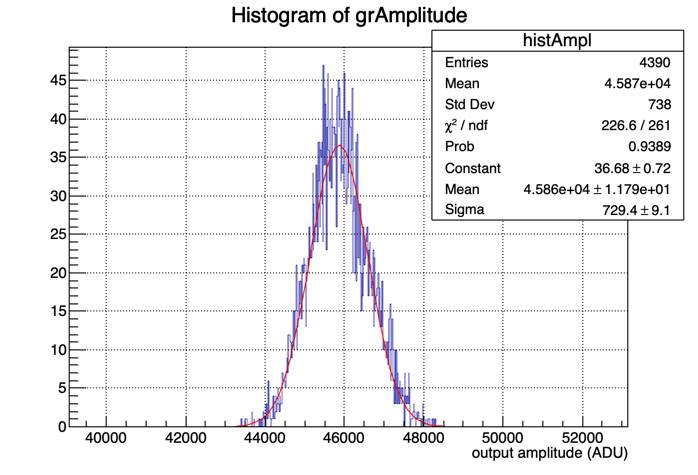 Histogram of grAmplitude
histAmpl
Entries 4390
Mean 4.587e+04
Std Dev 738
χ² / ndf 226.6 / 261
Prob 0.9389
Constant 36.68 ± 0.72
Mean 4.586e+04 ± 1.179e+01
Sigma 729.4 ± 9.1
45
40
35
30
25
20
15
10
5
0
40000 42000 44000 46000 48000 50000 52000
output amplitude (ADU)